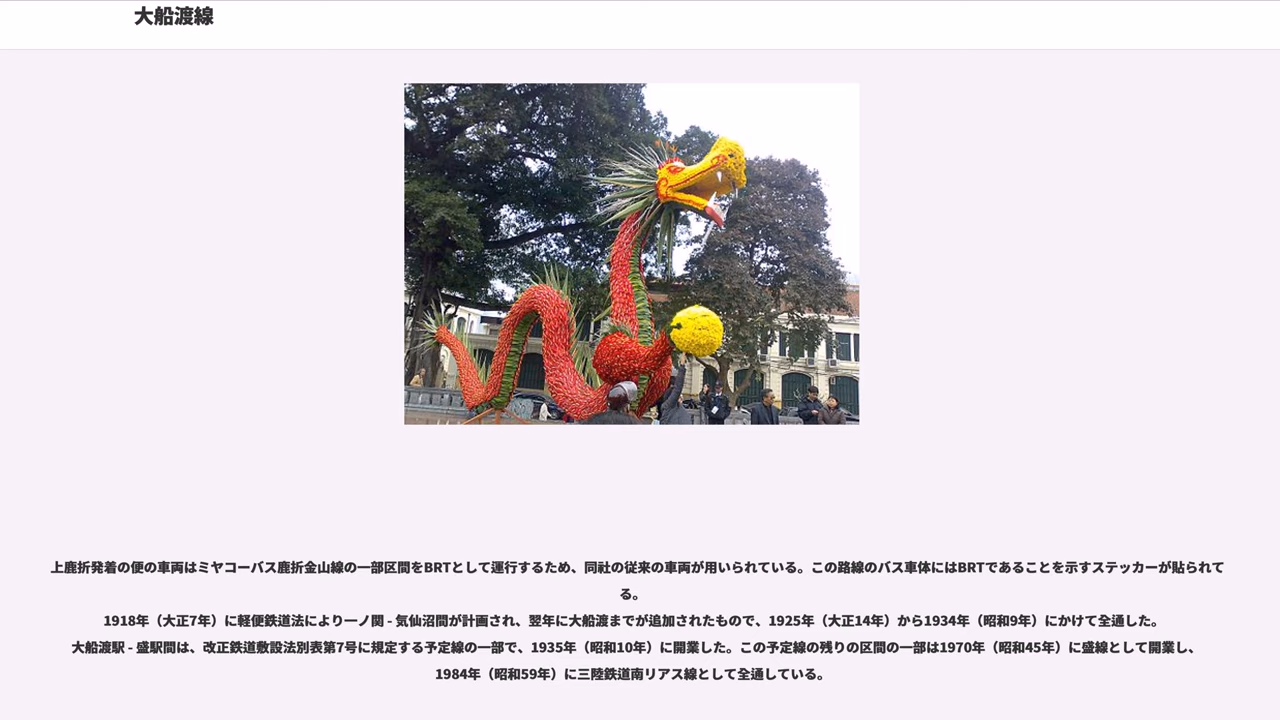 大船渡線
上鹿折発着の便の車両はミヤコーバス鹿折金山線の一部区間をBRTとして運行するため、同社の従来の車両が用いられている。この路線のバス車体にはBRTであることを示すステッカーが貼られて
る。
1918年（大正7年）に軽便鉄道法により一ノ関 - 気仙沼間が計画され、翌年に大船渡までが追加されたもので、1925年（大正14年）から1934年（昭和9年）にかけて全通した。
大船渡駅 - 盛駅間は、改正鉄道敷設法別表第7号に規定する予定線の一部で、1935年（昭和10年）に開業した。この予定線の残りの区間の一部は1970年（昭和45年）に盛線として開業し、
1984年（昭和59年）に三陸鉄道南リアス線として全通している。